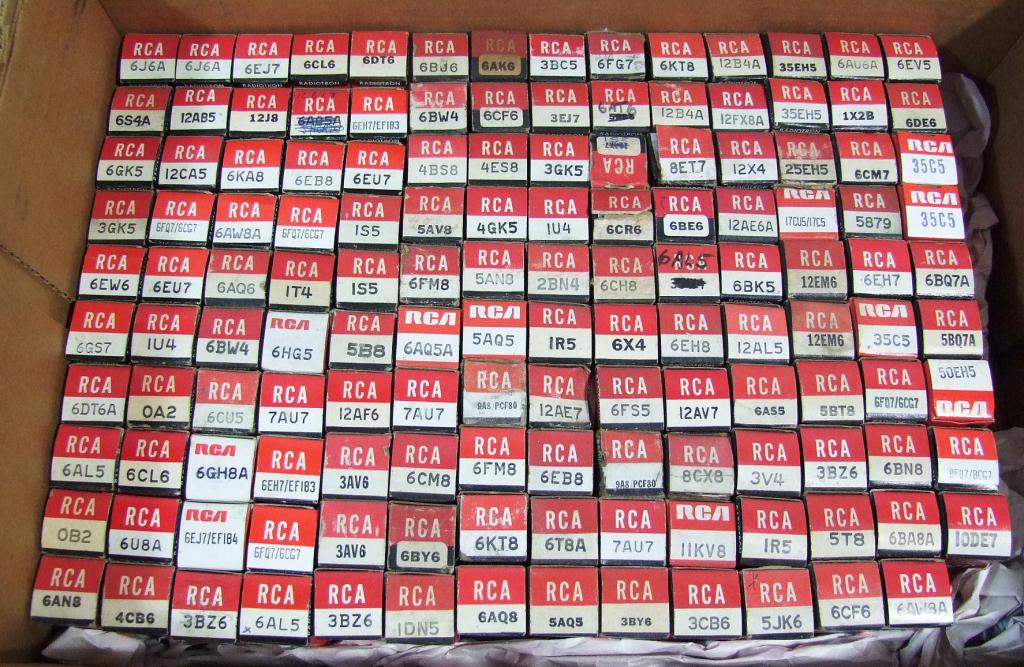 RCA RCA RCA RCA RCA RCA RCA RCA RCA RCA RCA RCA RCA RCA
6J6A 6J6A 6EJ7 6CL6 6DT6 6BJ6 6AK6 3BC5 6FG7 6KT8 12B4A 35EH5 6AU6A 6EV5
RCA RCA RCA RCA RCA RCA RCA RCA RCA RCA RCA RCA RCA
6S4A 12AB5 12J8 6EH7/EF183 6BW4 6CF6 3EJ7 12B4A 12FX8A 35EH5 1X2B 6DE6
RCA RCA RCA RCA RCA RCA RCA RCA RCA RCA RCA RCA RCA RCA
6GK5 12CA5 6KA8 6EB8 6EU7 4BS8 4ES8 3GK5 8ET7 12X4 25EH5 6CM7 35C5
RCA RCA RCA RCA RCA RCA RCA RCA RCA RCA RCA RCA RCA RCA
3GK5 6FQ7/6CG7 6AW8A 6FQ7/6CG7 1S5 5AV8 4GK5 1U4 6CR6 6BE6 12AE6A 17CU5/17C5 5879 35C5
RCA RCA RCA RCA RCA RCA RCA RCA RCA RCA RCA RCA RCA
6EW6 6EU7 6AQ6 1T4 1S5 6FM8 5AN8 2BN4 6CH8 6BK5 12EM6 6EH7 6BQ7A
RCA RCA RCA RCA RCA RCA RCA RCA RCA RCA RCA RCA RCA RCA
6GS7 1U4 6BW4 6HG5 5B8 6AQ5A 5AQ5 1R5 6X4 6EH8 12AL5 12EM6 35C5 5BQ7A
RCA RCA RCA RCA RCA RCA RCA RCA RCA RCA RCA RCA RCA RCA
6DT6A 0A2 6CU5 7AU7 12AF6 7AU7 9A8/PCF80 12AE7 6FS5 12AV7 6AS5 5BT8 6FQ7/6CG7 50EH5
RCA RCA RCA RCA RCA RCA RCA RCA RCA RCA RCA RCA RCA RCA
6AL5 6CL6 6GH8A 6EH7/EF183 3AV6 6CM8 6FM8 6EB8 9A8/PCF80 8CX8 3V4 3BZ6 6BN8 8FQ7/8CG7
RCA RCA RCA RCA RCA RCA RCA RCA RCA RCA RCA RCA RCA RCA
0B2 6U8A 6EJ7/EF184 6FQ7/6CG7 3AV6 6BY6 6KT8 6T8A 7AU7 11KV8 1R5 5T8 6BA8A 10DE7
RCA RCA RCA RCA RCA RCA RCA RCA RCA RCA RCA RCA RCA
6AN8 4CB6 3BZ6 6AL5 3BZ6 1DN5 6AQ8 5AQ5 3BY6 3CB6 5JK6 6CF6 6AW8A